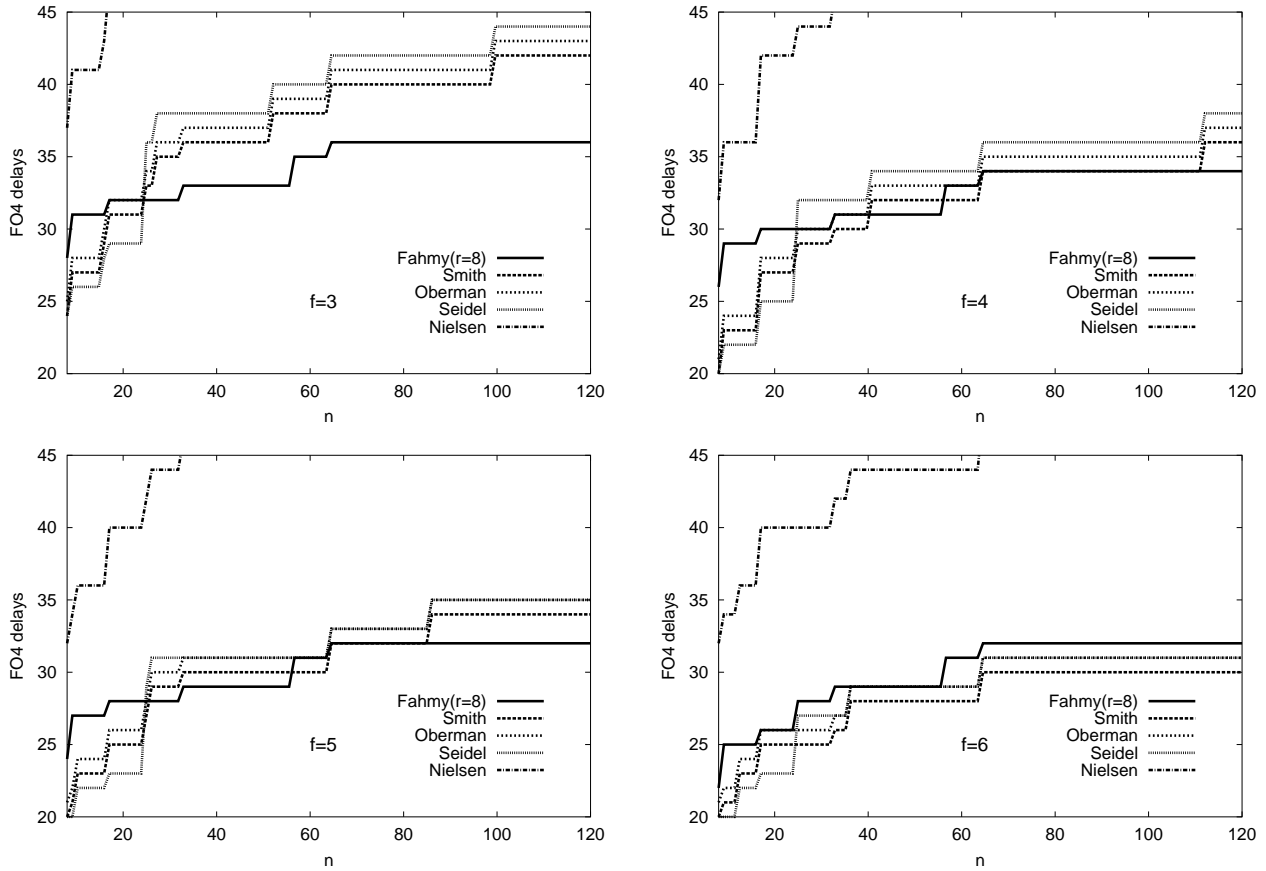 45
40
35
30
25
20
FO4 delays
Fahmy(r=8)
Smith
Oberman
Seidel
Nielsen
f=3
20 40 60 80 100 120
n
45
40
35
30
25
20
FO4 delays
Fahmy(r=8)
Smith
Oberman
Seidel
Nielsen
f=4
20 40 60 80 100 120
n
45
40
35
30
25
20
FO4 delays
Fahmy(r=8)
Smith
Oberman
Seidel
Nielsen
f=5
20 40 60 80 100 120
n
45
40
35
30
25
20
FO4 delays
Fahmy(r=8)
Smith
Oberman
Seidel
Nielsen
f=6
20 40 60 80 100 120
n